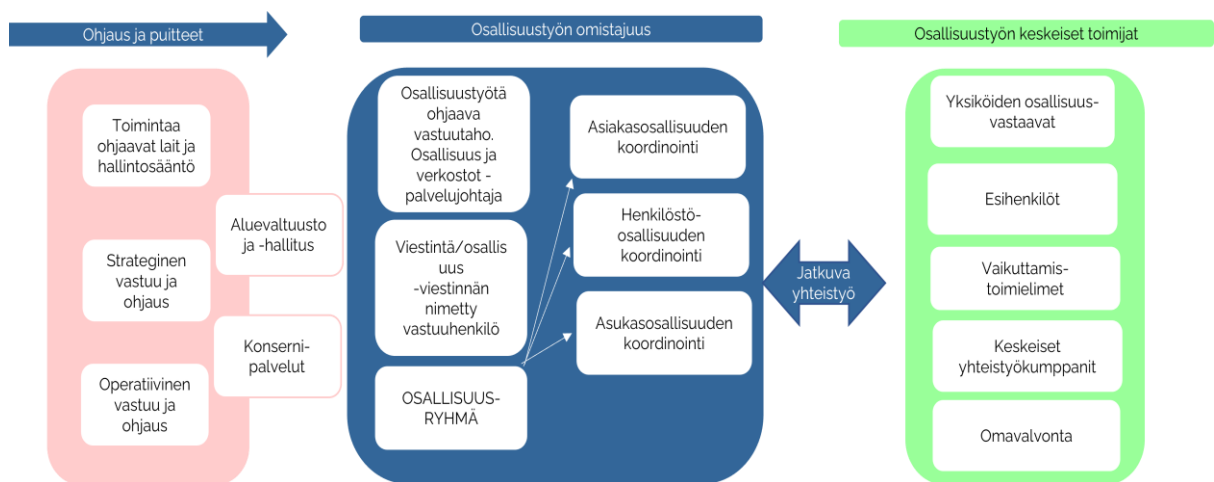 Ohjaus ja puitteet
Toimintaa
ohjaavat lait ja
hallintosääntö
Aluevaltuusto
ja -hallitus
Strateginen
vastuu ja
ohjaus
Konserni-
palvelut
Operatiivinen
vastuu ja
ohjaus
Osallisuustyön omistajuus
Osallisuustyötä
ohjaava
vastuutaho.
Osallisuus ja
verkostot -
palvelujohtaja
Viestintä/osallis
uus
-viestinnän
nimetty
vastuuhenkilö
OSALLISUUS-
RYHMÄ
Asiakasosallisuuden
koordinointi
Henkilöstö-
osallisuuden
koordinointi
Asukasosallisuuden
koordinointi
Jatkuva
yhteistyö
Osallisuustyön keskeiset toimijat
Yksiköiden osallisuus-
vastaavat
Esihenkilöt
Vaikuttamis-
toimielimet
Keskeiset
yhteistyökumppanit
Omavalvonta